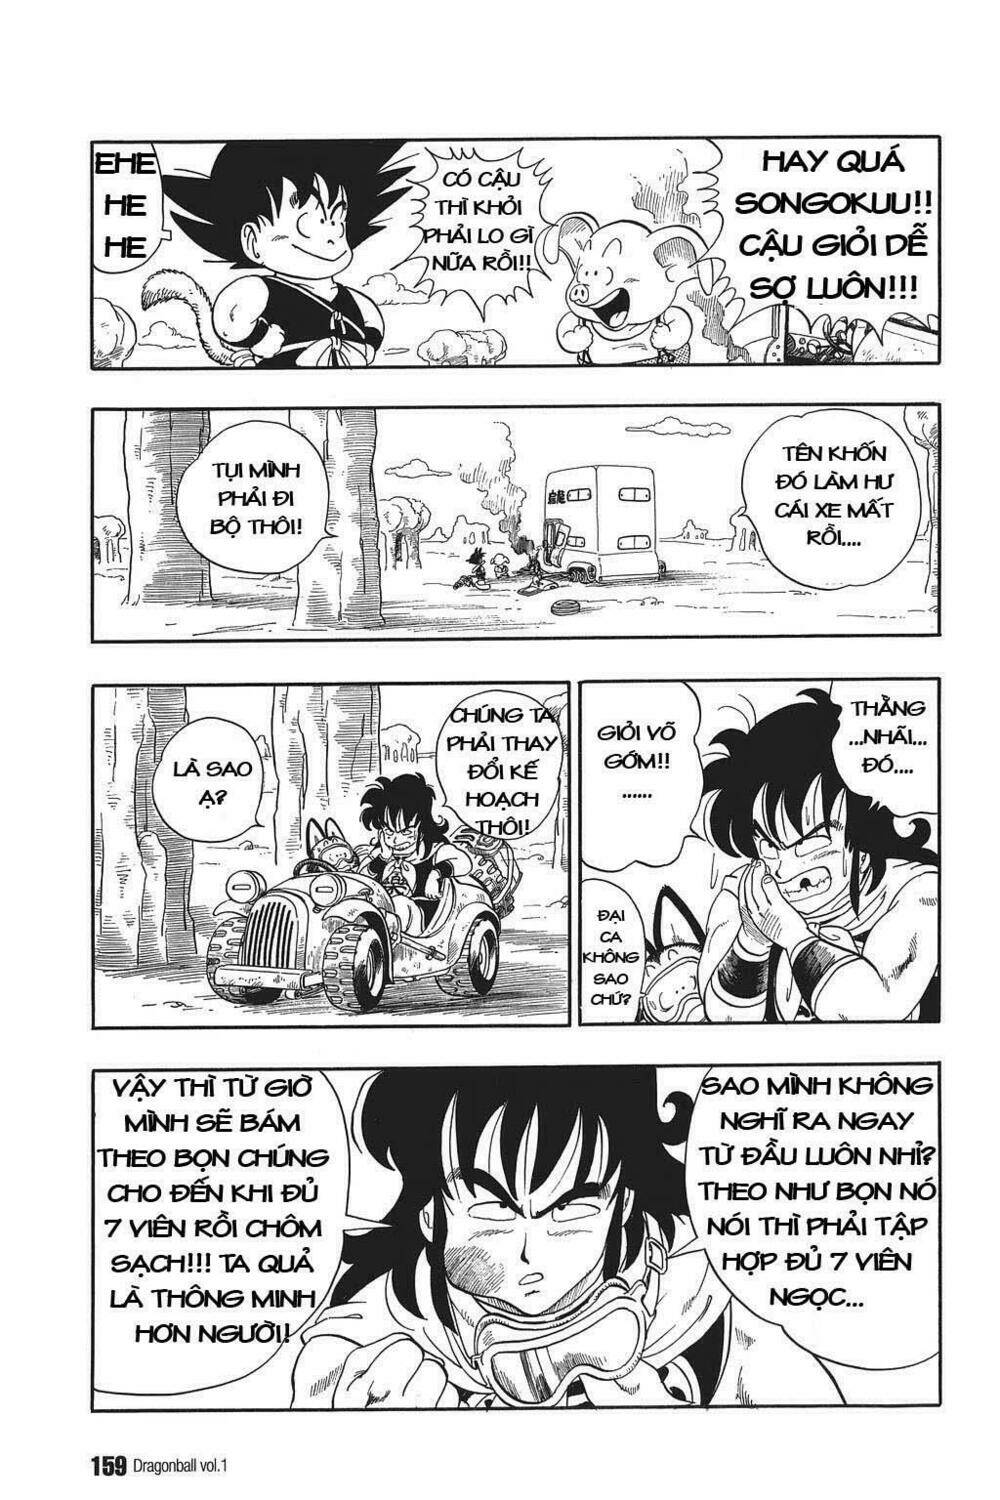 HAY QUÁ
SONGOKUU!!
CẬU GIỎI DỄ
SỢ LUÔN!!!
CÓ CẬU
THÌ KHỎI
PHẢI LO GÌ
NỮA RỒI!!
EHE
HE
HE
TÊN KHỐN
ĐÓ LÀM HƯ
CÁI XE MẤT
RỒI....
TỤI MÌNH
PHẢI ĐI
BỘ THÔI!
THẰNG
...NHÃI...
ĐÓ....
GIỎI VÕ
GỚM!!
......
ĐẠI
CA
KHÔNG
SAO
CHỨ?
CHÚNG TA
PHẢI THAY
ĐỔI KẾ
HOẠCH
THÔI!
LÀ SAO
Ạ?
SAO MÌNH KHÔNG
NGHĨ RA NGAY
TỪ ĐẦU LUÔN NHỈ?
THEO NHƯ BỌN NÓ
NÓI THÌ PHẢI TẬP
HỢP ĐỦ 7 VIÊN
NGỌC...
VẬY THÌ TỪ GIỜ
MÌNH SẼ BÁM
THEO BỌN CHÚNG
CHO ĐẾN KHI ĐỦ
7 VIÊN RỒI CHÔM
SẠCH!!! TA QUẢ
LÀ THÔNG MINH
HƠN NGƯỜI!
159 Dragonball vol.1